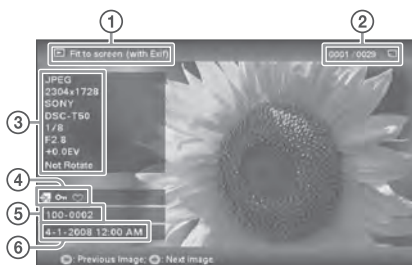 1
2
Fit to screen (with Exif)
0001 /0029
3
JPEG
2304x1728
SONY
DSC-T50
1/8
F2.8
+0.0EV
Not Rotate
4
5
100-0002
6
4-1-2008 12:00 AM
: Previous Image; : Next image.